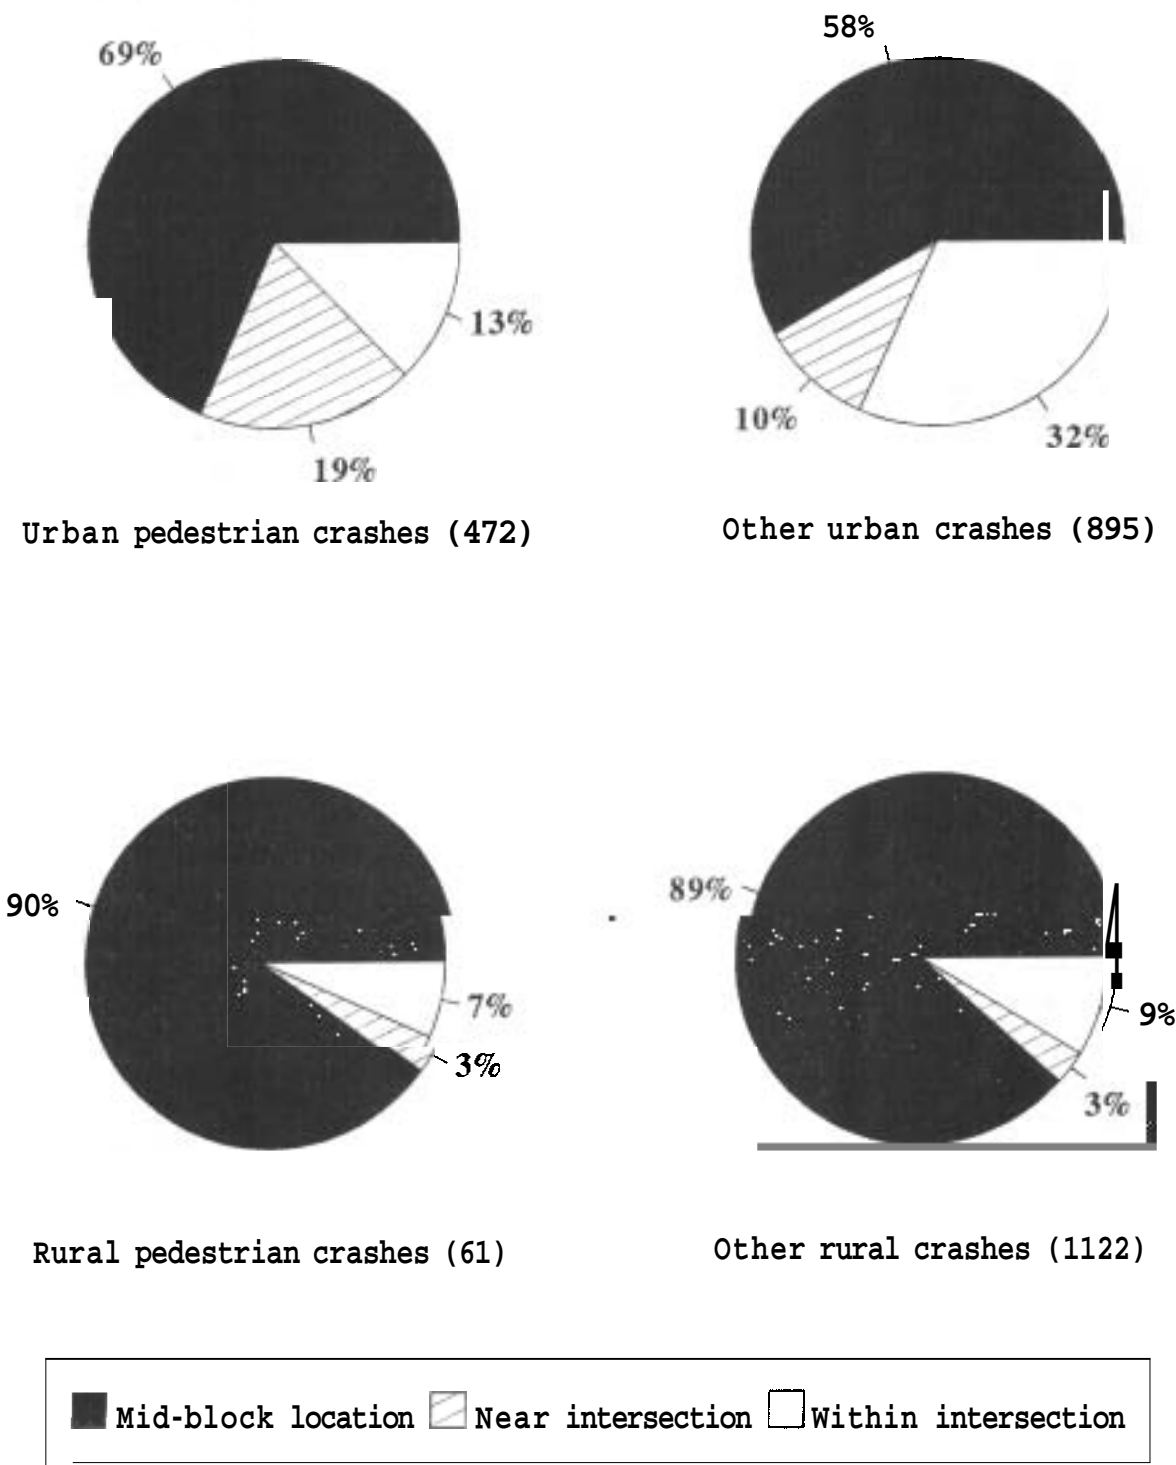 69%
58%
13%
10%
32%
19%
Urban pedestrian crashes (472)
Other urban crashes (895)
90%
89%
7%
9%
3%
3%
Rural pedestrian crashes (61)
Other rural crashes (1122)
Mid-block location Near intersection Within intersection